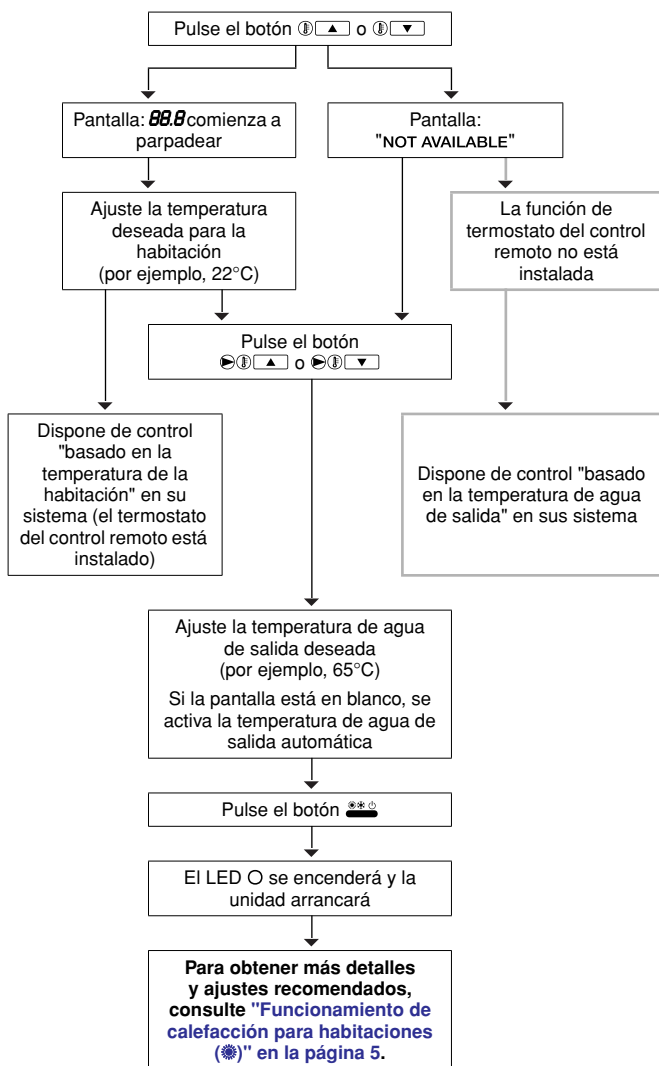 Pulse el botón ▲ o ▼
Pantalla: 88.8 comienza a
parpadear
Pantalla:
"NOT AVAILABLE"
Ajuste la temperatura
deseada para la
habitación
(por ejemplo, 22°C)
La función de
termostato del control
remoto no está
instalada
Pulse el botón
▲ o ▼
Dispone de control
"basado en la
temperatura de la
habitación" en su
sistema (el termostato
del control remoto está
instalado)
Dispone de control "basado
en la temperatura de agua
de salida" en sus sistema
Ajuste la temperatura de agua
de salida deseada
(por ejemplo, 65°C)
Si la pantalla está en blanco, se
activa la temperatura de agua de
salida automática
Pulse el botón
El LED se encenderá y la
unidad arrancará
Para obtener más detalles
y ajustes recomendados,
consulte "Funcionamiento de
calefacción para habitaciones
()" en la página 5.